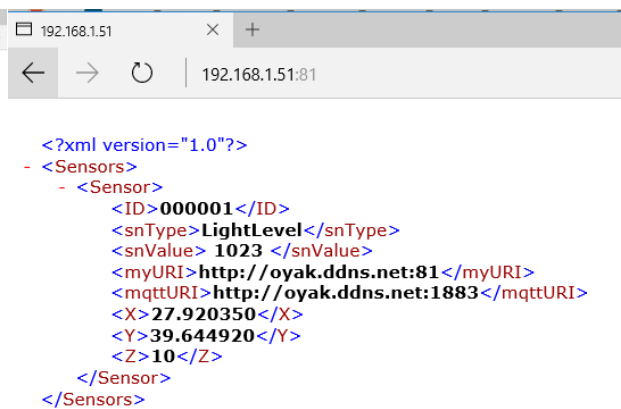 192.168.1.51
192.168.1.51:81
<?xml version="1.0"?>
- <Sensors>
- <Sensor>
<ID>000001</ID>
<snType>LightLevel</snType>
<snValue> 1023 </snValue>
<myURI>http://oyak.ddns.net:81</myURI>
<mqttURI>http://oyak.ddns.net:1883</mqttURI>
<X>27.920350</X>
<Y>39.644920</Y>
<Z>10</Z>
</Sensor>
</Sensors>